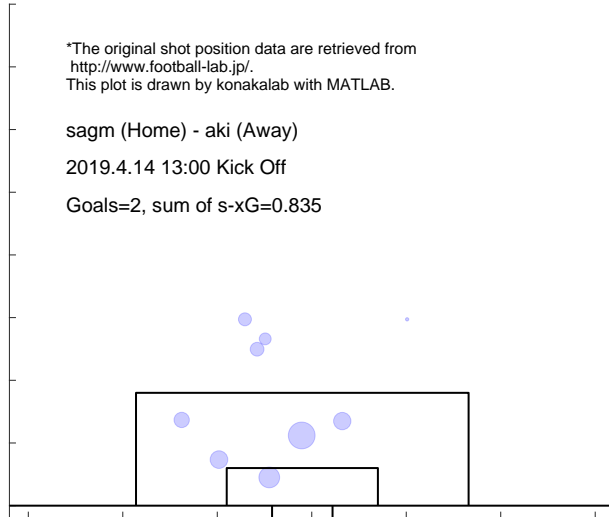 *The original shot position data are retrieved from
http://www.football-lab.jp/.
This plot is drawn by konakalab with MATLAB.
sagm (Home) - aki (Away)
2019.4.14 13:00 Kick Off
Goals=2, sum of s-xG=0.835